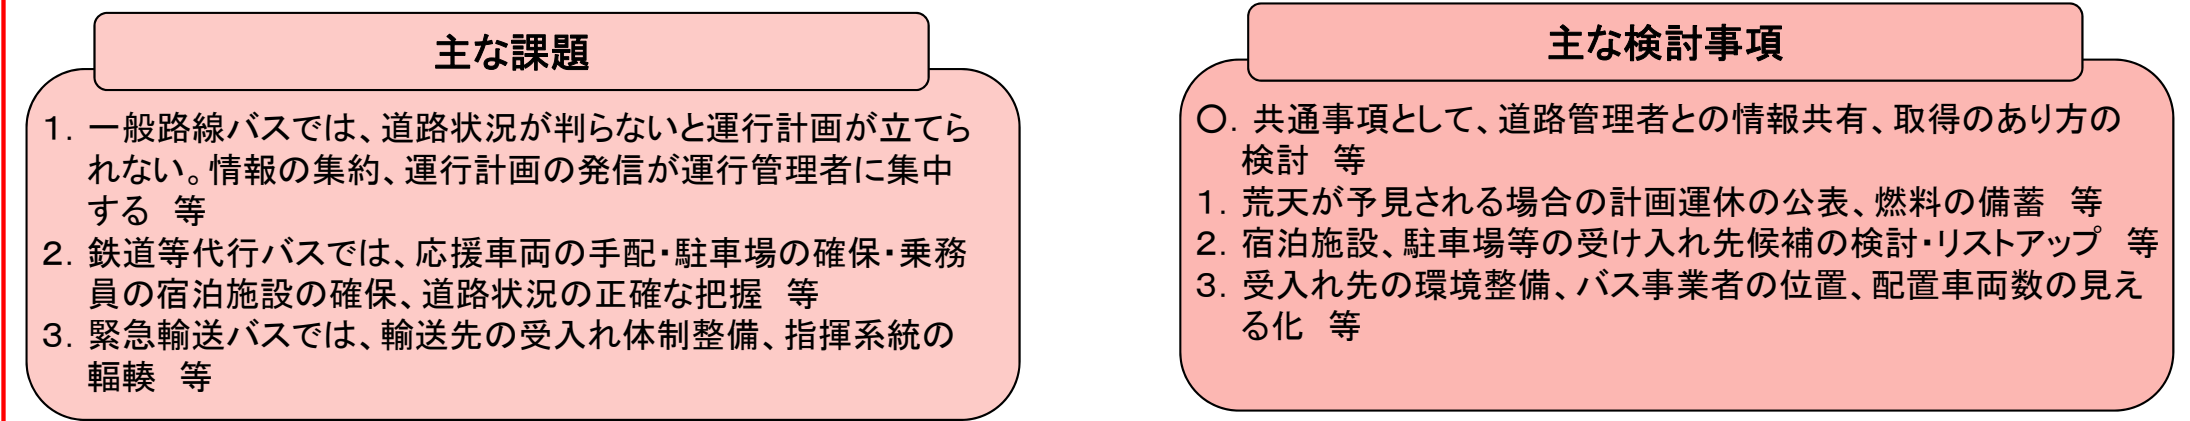 主な課題
１．一般路線バスでは、道路状況が判らないと運行計画が立てら
れない。情報の集約、運行計画の発信が運行管理者に集中
する　等
２．鉄道等代行バスでは、応援車両の手配・駐車場の確保・乗務
員の宿泊施設の確保、道路状況の正確な把握　等
３．緊急輸送バスでは、輸送先の受入れ体制整備、指揮系統の
輻輳　等
主な検討事項
〇．共通事項として、道路管理者との情報共有、取得のあり方の
検討　等
１．荒天が予見される場合の計画運休の公表、燃料の備蓄　等
２．宿泊施設、駐車場等の受け入れ先候補の検討・リストアップ　等
３．受入れ先の環境整備、バス事業者の位置、配置車両数の見え
る化　等